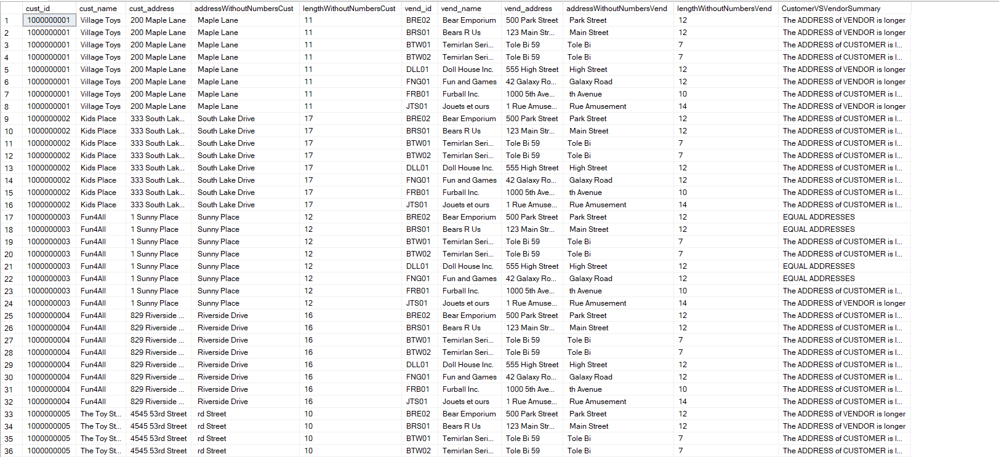 cust_id cust_name cust_address addressWithoutNumbersCust lengthWithoutNumbersCust vend_id vend_name vend_address addressWithoutNumbersVend lengthWithoutNumbersVend CustomerVSVendorSummary
1 1000000001 Village Toys 200 Maple Lane Maple Lane 11 BRE02 Bear Emporium 500 Park Street Park Street 12 The ADDRESS of VENDOR is longer
2 1000000001 Village Toys 200 Maple Lane Maple Lane 11 BRS01 Bears R Us 123 Main Str... Main Street 12 The ADDRESS of VENDOR is longer
3 1000000001 Village Toys 200 Maple Lane Maple Lane 11 BTW01 Temirlan Seri... Tole Bi 59 Tole Bi 7 The ADDRESS of CUSTOMER is l...
4 1000000001 Village Toys 200 Maple Lane Maple Lane 11 BTW02 Temirlan Seri... Tole Bi 59 Tole Bi 7 The ADDRESS of CUSTOMER is l...
5 1000000001 Village Toys 200 Maple Lane Maple Lane 11 DLL01 Doll House Inc. 555 High Street High Street 12 The ADDRESS of VENDOR is longer
6 1000000001 Village Toys 200 Maple Lane Maple Lane 11 FNG01 Fun and Games 42 Galaxy Ro... Galaxy Road 12 The ADDRESS of VENDOR is longer
7 1000000001 Village Toys 200 Maple Lane Maple Lane 11 FRB01 Furball Inc. 1000 5th Ave... th Avenue 10 The ADDRESS of CUSTOMER is l...
8 1000000001 Village Toys 200 Maple Lane Maple Lane 11 JTS01 Jouets et ours 1 Rue Amuse... Rue Amusement 14 The ADDRESS of VENDOR is longer
9 1000000002 Kids Place 333 South Lak... South Lake Drive 17 BRE02 Bear Emporium 500 Park Street Park Street 12 The ADDRESS of CUSTOMER is l...
10 1000000002 Kids Place 333 South Lak... South Lake Drive 17 BRS01 Bears R Us 123 Main Str... Main Street 12 The ADDRESS of CUSTOMER is l...
11 1000000002 Kids Place 333 South Lak... South Lake Drive 17 BTW01 Temirlan Seri... Tole Bi 59 Tole Bi 7 The ADDRESS of CUSTOMER is l...
12 1000000002 Kids Place 333 South Lak... South Lake Drive 17 BTW02 Temirlan Seri... Tole Bi 59 Tole Bi 7 The ADDRESS of CUSTOMER is l...
13 1000000002 Kids Place 333 South Lak... South Lake Drive 17 DLL01 Doll House Inc. 555 High Street High Street 12 The ADDRESS of CUSTOMER is l...
14 1000000002 Kids Place 333 South Lak... South Lake Drive 17 FNG01 Fun and Games 42 Galaxy Ro... Galaxy Road 12 The ADDRESS of CUSTOMER is l...
15 1000000002 Kids Place 333 South Lak... South Lake Drive 17 FRB01 Furball Inc. 1000 5th Ave... th Avenue 10 The ADDRESS of CUSTOMER is l...
16 1000000002 Kids Place 333 South Lak... South Lake Drive 17 JTS01 Jouets et ours 1 Rue Amuse... Rue Amusement 14 The ADDRESS of CUSTOMER is l...
17 1000000003 Fun4All 1 Sunny Place Sunny Place 12 BRE02 Bear Emporium 500 Park Street Park Street 12 EQUAL ADDRESSES
18 1000000003 Fun4All 1 Sunny Place Sunny Place 12 BRS01 Bears R Us 123 Main Str... Main Street 12 EQUAL ADDRESSES
19 1000000003 Fun4All 1 Sunny Place Sunny Place 12 BTW01 Temirlan Seri... Tole Bi 59 Tole Bi 7 The ADDRESS of CUSTOMER is l...
20 1000000003 Fun4All 1 Sunny Place Sunny Place 12 BTW02 Temirlan Seri... Tole Bi 59 Tole Bi 7 The ADDRESS of CUSTOMER is l...
21 1000000003 Fun4All 1 Sunny Place Sunny Place 12 DLL01 Doll House Inc. 555 High Street High Street 12 EQUAL ADDRESSES
22 1000000003 Fun4All 1 Sunny Place Sunny Place 12 FNG01 Fun and Games 42 Galaxy Ro... Galaxy Road 12 EQUAL ADDRESSES
23 1000000003 Fun4All 1 Sunny Place Sunny Place 12 FRB01 Furball Inc. 1000 5th Ave... th Avenue 10 The ADDRESS of CUSTOMER is l...
24 1000000003 Fun4All 1 Sunny Place Sunny Place 12 JTS01 Jouets et ours 1 Rue Amuse... Rue Amusement 14 The ADDRESS of VENDOR is longer
25 1000000004 Fun4All 829 Riverside ... Riverside Drive 16 BRE02 Bear Emporium 500 Park Street Park Street 12 The ADDRESS of CUSTOMER is l...
26 1000000004 Fun4All 829 Riverside ... Riverside Drive 16 BRS01 Bears R Us 123 Main Str... Main Street 12 The ADDRESS of CUSTOMER is l...
27 1000000004 Fun4All 829 Riverside ... Riverside Drive 16 BTW01 Temirlan Seri... Tole Bi 59 Tole Bi 7 The ADDRESS of CUSTOMER is l...
28 1000000004 Fun4All 829 Riverside ... Riverside Drive 16 BTW02 Temirlan Seri... Tole Bi 59 Tole Bi 7 The ADDRESS of CUSTOMER is l...
29 1000000004 Fun4All 829 Riverside ... Riverside Drive 16 DLL01 Doll House Inc. 555 High Street High Street 12 The ADDRESS of CUSTOMER is l...
30 1000000004 Fun4All 829 Riverside ... Riverside Drive 16 FNG01 Fun and Games 42 Galaxy Ro... Galaxy Road 12 The ADDRESS of CUSTOMER is l...
31 1000000004 Fun4All 829 Riverside ... Riverside Drive 16 FRB01 Furball Inc. 1000 5th Ave... th Avenue 10 The ADDRESS of CUSTOMER is l...
32 1000000004 Fun4All 829 Riverside ... Riverside Drive 16 JTS01 Jouets et ours 1 Rue Amuse... Rue Amusement 14 The ADDRESS of CUSTOMER is l...
33 1000000005 The Toy St... 4545 53rd Street rd Street 10 BRE02 Bear Emporium 500 Park Street Park Street 12 The ADDRESS of VENDOR is longer
34 1000000005 The Toy St... 4545 53rd Street rd Street 10 BRS01 Bears R Us 123 Main Str... Main Street 12 The ADDRESS of VENDOR is longer
35 1000000005 The Toy St... 4545 53rd Street rd Street 10 BTW01 Temirlan Seri... Tole Bi 59 Tole Bi 7 The ADDRESS of CUSTOMER is l...
36 1000000005 The Toy St... 4545 53rd Street rd Street 10 BTW02 Temirlan Seri... Tole Bi 59 Tole Bi 7 The ADDRESS of CUSTOMER is l...